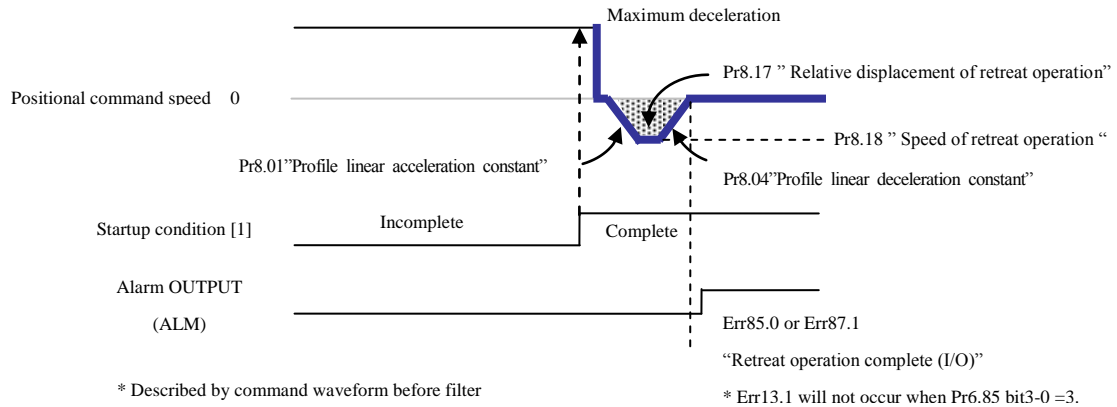 Maximum deceleration
Pr8.17 ” Relative displacement of retreat operation”
Positional command speed 0
Pr8.18 ” Speed of retreat operation “
Pr8.01”Profile linear acceleration constant”
Pr8.04”Profile linear deceleration constant”
Startup condition [1]
Incomplete
Complete
Alarm OUTPUT
(ALM)
Err85.0 or Err87.1
“Retreat operation complete (I/O)”
* Described by command waveform before filter
* Err13.1 will not occur when Pr6.85 bit3-0 =3.